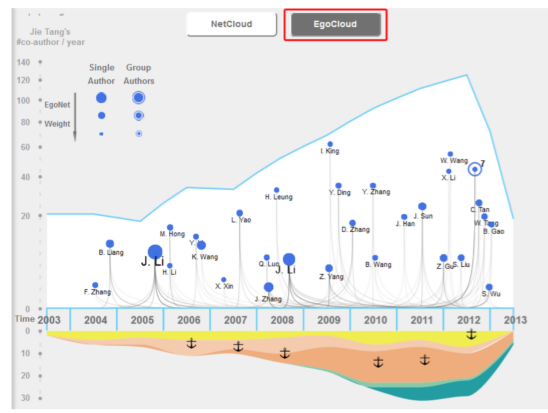 NetCloud
EgoCloud
Jie Tang's
#co-author / year
140
120
100
80
60
40
20
0
Single Author
Group Authors
EgoNet
Weight
I. King
W. Wang
7
X. Li
Y. Ding
Y. Zhang
H. Leung
C. Tan
J. Sun
L. Yao
J. Han
W. Tang
D. Zhang
B. Gao
M. Hong
Y.
K. Wang
B. Liang
J. Li
H. Li
Q. Luo
J. Li
B. Wang
Z. Gu
S. Liu
Z. Yang
X. Xin
F. Zhang
J. Zhang
S. Wu
Time 2003 2004 2005 2006 2007 2008 2009 2010 2011 2012 2013
0
10
20
30